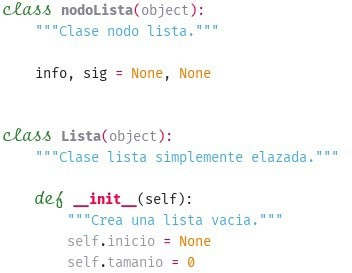 class nodoLista(object):
"""Clase nodo lista."""
info, sig = None, None
class Lista(object):
"""Clase lista simplemente elazada."""
def __init__(self):
"""Crea una lista vacia."""
self.inicio = None
self.tamanio = 0